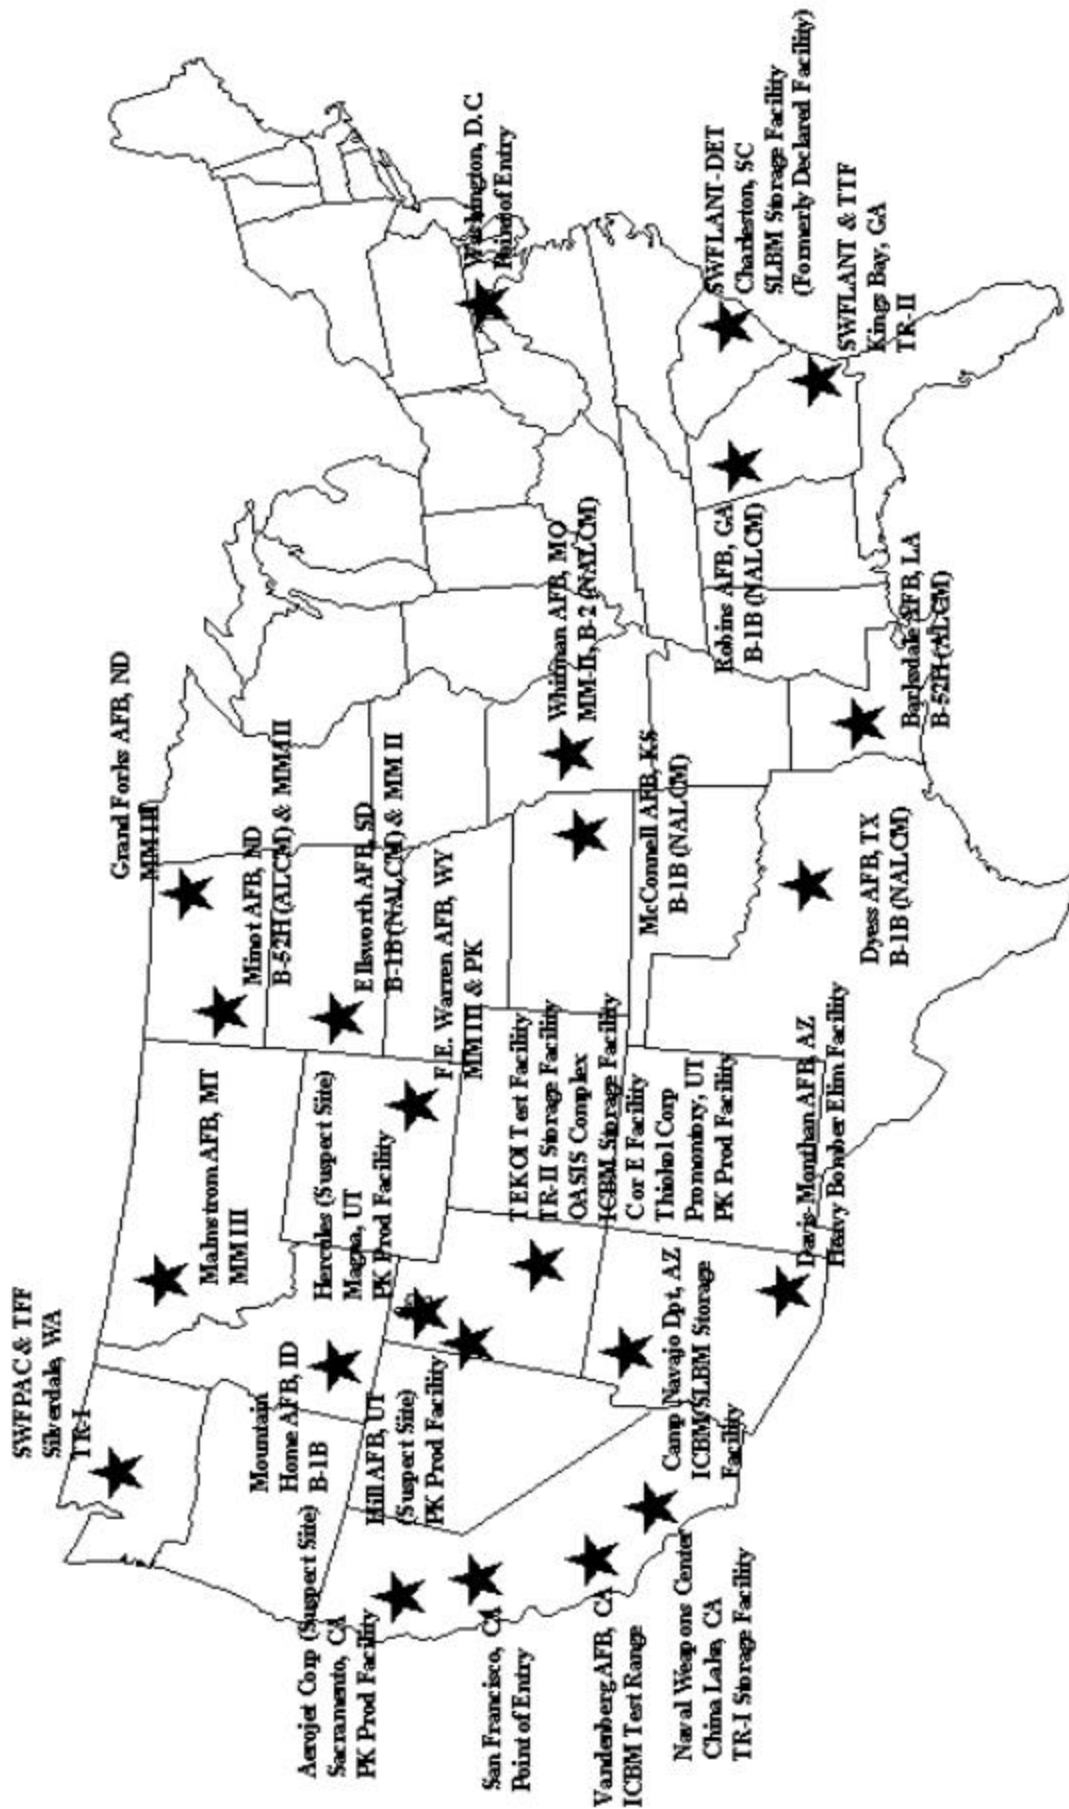 SWFPAC & TFF
Silverdale, WA
TR-I
Grand Forks AFB, ND
MM III
Malmstrom AFB, MT
MM III
Minot AFB, ND
B-52H (ALCM) & MM III
Mountain
Home AFB, ID
B-1B
Ellsworth AFB, SD
B-1B (NALCM) & MM II
Hercules (Suspect Site)
Magna, UT
PK Prod Facility
F.E. Warren AFB, WY
MM III & PK
Hill AFB, UT
(Suspect Site)
PK Prod Facility
Aerojet Corp (Suspect Site)
Sacramento, CA
PK Prod Facility
San Francisco, CA
Point of Entry
Vandenberg AFB, CA
ICBM Test Range
Naval Weapons Center
China Lake, CA
TR-I Storage Facility
Camp Navajo Dpt, AZ
ICBM/SLBM Storage
Facility
TEKOI Test Facility
TR-II Storage Facility
OASIS Complex
ICBM Storage Facility
C or E Facility
Thiokol Corp
Promontory, UT
PK Prod Facility
Davis-Monthan AFB, AZ
Heavy Bomber Elim Facility
Whiteman AFB, MO
MM-II, B-2 (NALCM)
McConnell AFB, KS
B-1B (NALCM)
Dyess AFB, TX
B-1B (NALCM)
Barksdale AFB, LA
B-52H (ALCM)
Robins AFB, GA
B-1B (NALCM)
Washington, D.C.
Point of Entry
SWFLANT-DET
Charleston, SC
SLBM Storage Facility
(Formerly Declared Facility)
SWFLANT & TTF
Kings Bay, GA
TR-II